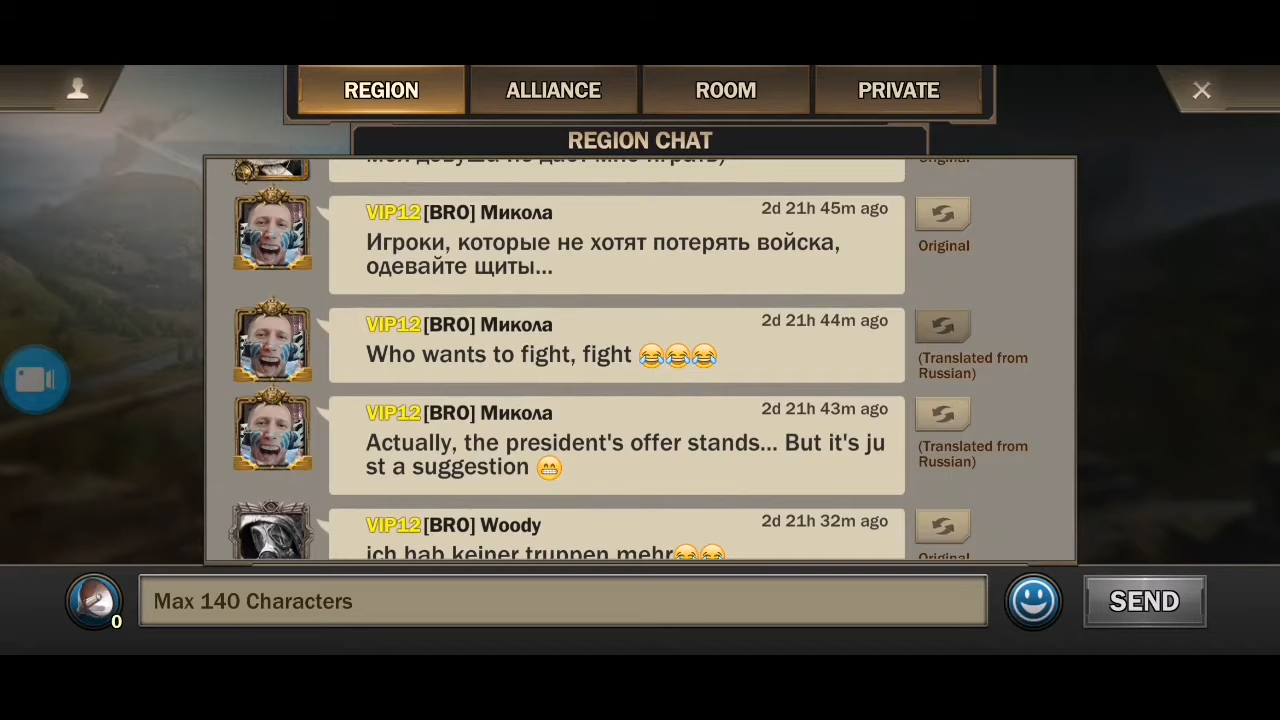 REGION
ALLIANCE
ROOM
PRIVATE
REGION CHAT
Original
VIP12[BRO] Микола
2d 21h 45m ago
Игроки, которые не хотят потерять войска,
одевайте щиты...
Original
VIP12[BRO] Микола
2d 21h 44m ago
Who wants to fight, fight 😂😂😂
(Translated from
Russian)
VIP12[BRO] Микола
2d 21h 43m ago
Actually, the president's offer stands... But it's ju
st a suggestion 😁
(Translated from
Russian)
VIP12[BRO] Woody
2d 21h 32m ago
ich hab keiner truppen mehr😂😂
Original
0
Max 140 Characters
SEND